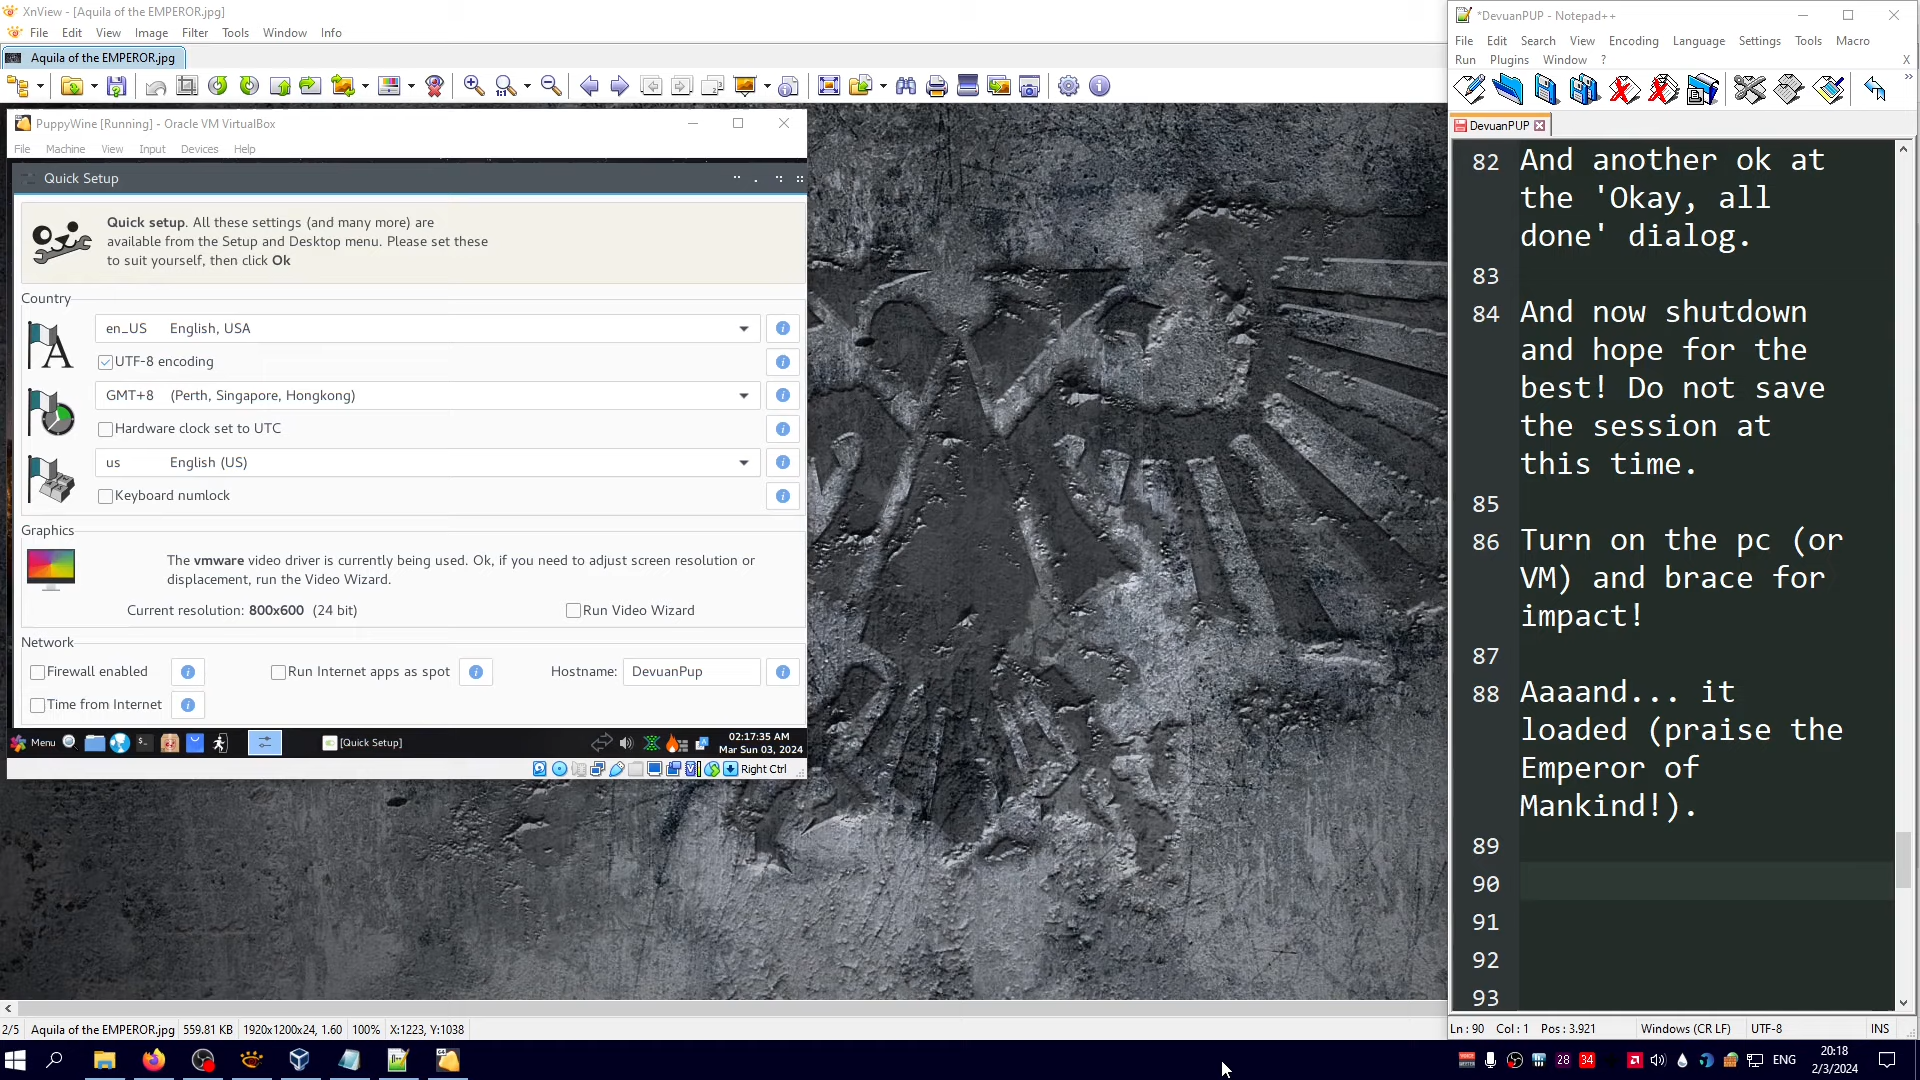 XnView - [Aquila of the EMPEROR.jpg]
File Edit View Image Filter Tools Window Info
Aquila of the EMPEROR.jpg
PuppyWine [Running] - Oracle VM VirtualBox
File Machine View Input Devices Help
Quick Setup
Quick setup. All these settings (and many more) are
available from the Setup and Desktop menu. Please set these
to suit yourself, then click Ok
Country
en_US English, USA
UTF-8 encoding
GMT+8 (Perth, Singapore, Hongkong)
Hardware clock set to UTC
us English (US)
Keyboard numlock
Graphics
The vmware video driver is currently being used. Ok, if you need to adjust screen resolution or
displacement, run the Video Wizard.
Current resolution: 800x600 (24 bit) Run Video Wizard
Network
Firewall enabled Run Internet apps as spot Hostname: DevuanPup
Time from Internet
Menu [Quick Setup] 02:17:35 AM
Mar Sun 03, 2024
Right Ctrl
2/5 Aquila of the EMPEROR.jpg 559.81 KB 1920x1200x24, 1.60 100% X:1223, Y:1038
*DevuanPUP - Notepad++
File Edit Search View Encoding Language Settings Tools Macro
Run Plugins Window ? X
DevuanPUP
82 And another ok at
the 'Okay, all
done' dialog.
83
84 And now shutdown
and hope for the
best! Do not save
the session at
this time.
85
86 Turn on the pc (or
VM) and brace for
impact!
87
88 Aaaand... it
loaded (praise the
Emperor of
Mankind!).
89
90
91
92
93
Ln : 90 Col : 1 Pos : 3.921 Windows (CR LF) UTF-8 INS
28 34 ENG 20:18
2/3/2024